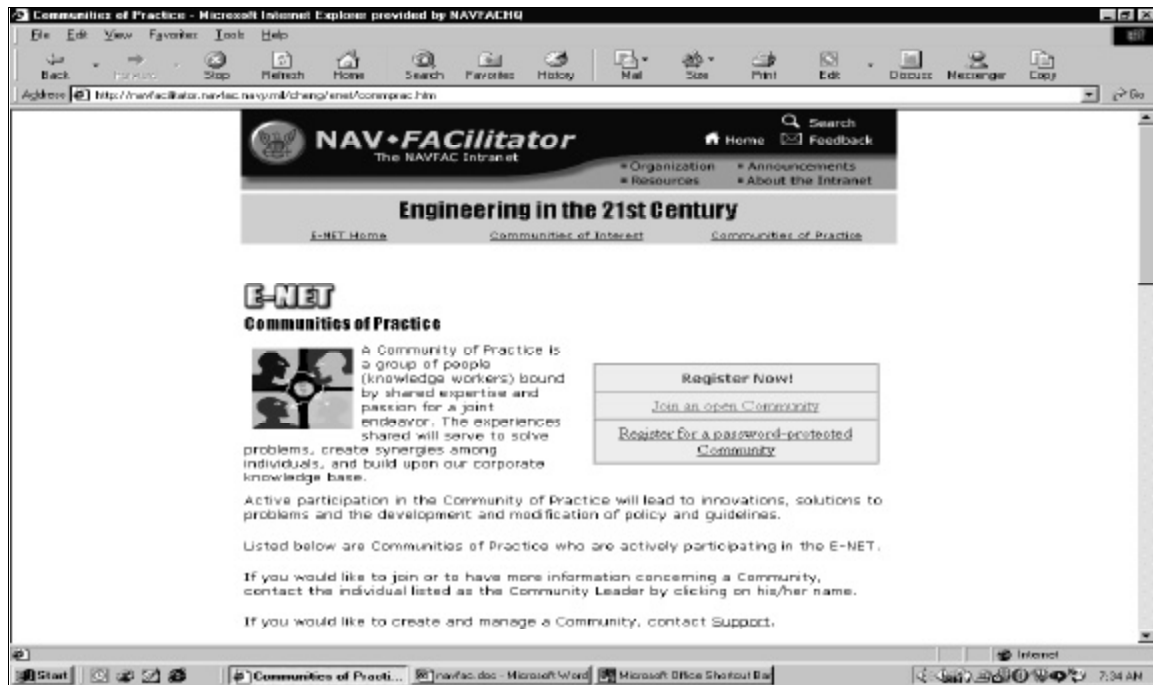 Communities of Practice - Microsoft Internet Explorer provided by NAVFACHQ
File Edit View Favorites Tools Help
Back Forward Stop Refresh Home Search Favorites History Mail Size Print Edit Discuss Messenger Copy
Address http://navfacilitator.navfac.navy.mil/cheng/enet/commprac.htm Go
Search
NAV•FACilitator Home Feedback
The NAVFAC Intranet
Organization Announcements
Resources About the Intranet
Engineering in the 21st Century
E-NET Home Communities of Interest Communities of Practice
E-NET
Communities of Practice
A Community of Practice is
a group of people
(knowledge workers) bound
by shared expertise and
passion for a joint
endeavor. The experiences
shared will serve to solve
problems, create synergies among
individuals, and build upon our corporate
knowledge base.
Register Now!
Join an open Community
Register for a password-protected
Community
Active participation in the Community of Practice will lead to innovations, solutions to
problems and the development and modification of policy and guidelines.
Listed below are Communities of Practice who are actively participating in the E-NET.
If you would like to join or to have more information concerning a Community,
contact the individual listed as the Community Leader by clicking on his/her name.
If you would like to create and manage a Community, contact Support.
Internet
Start Communities of Practi... navfac.doc - Microsoft Word Microsoft Office Shortcut Bar 7:34 AM